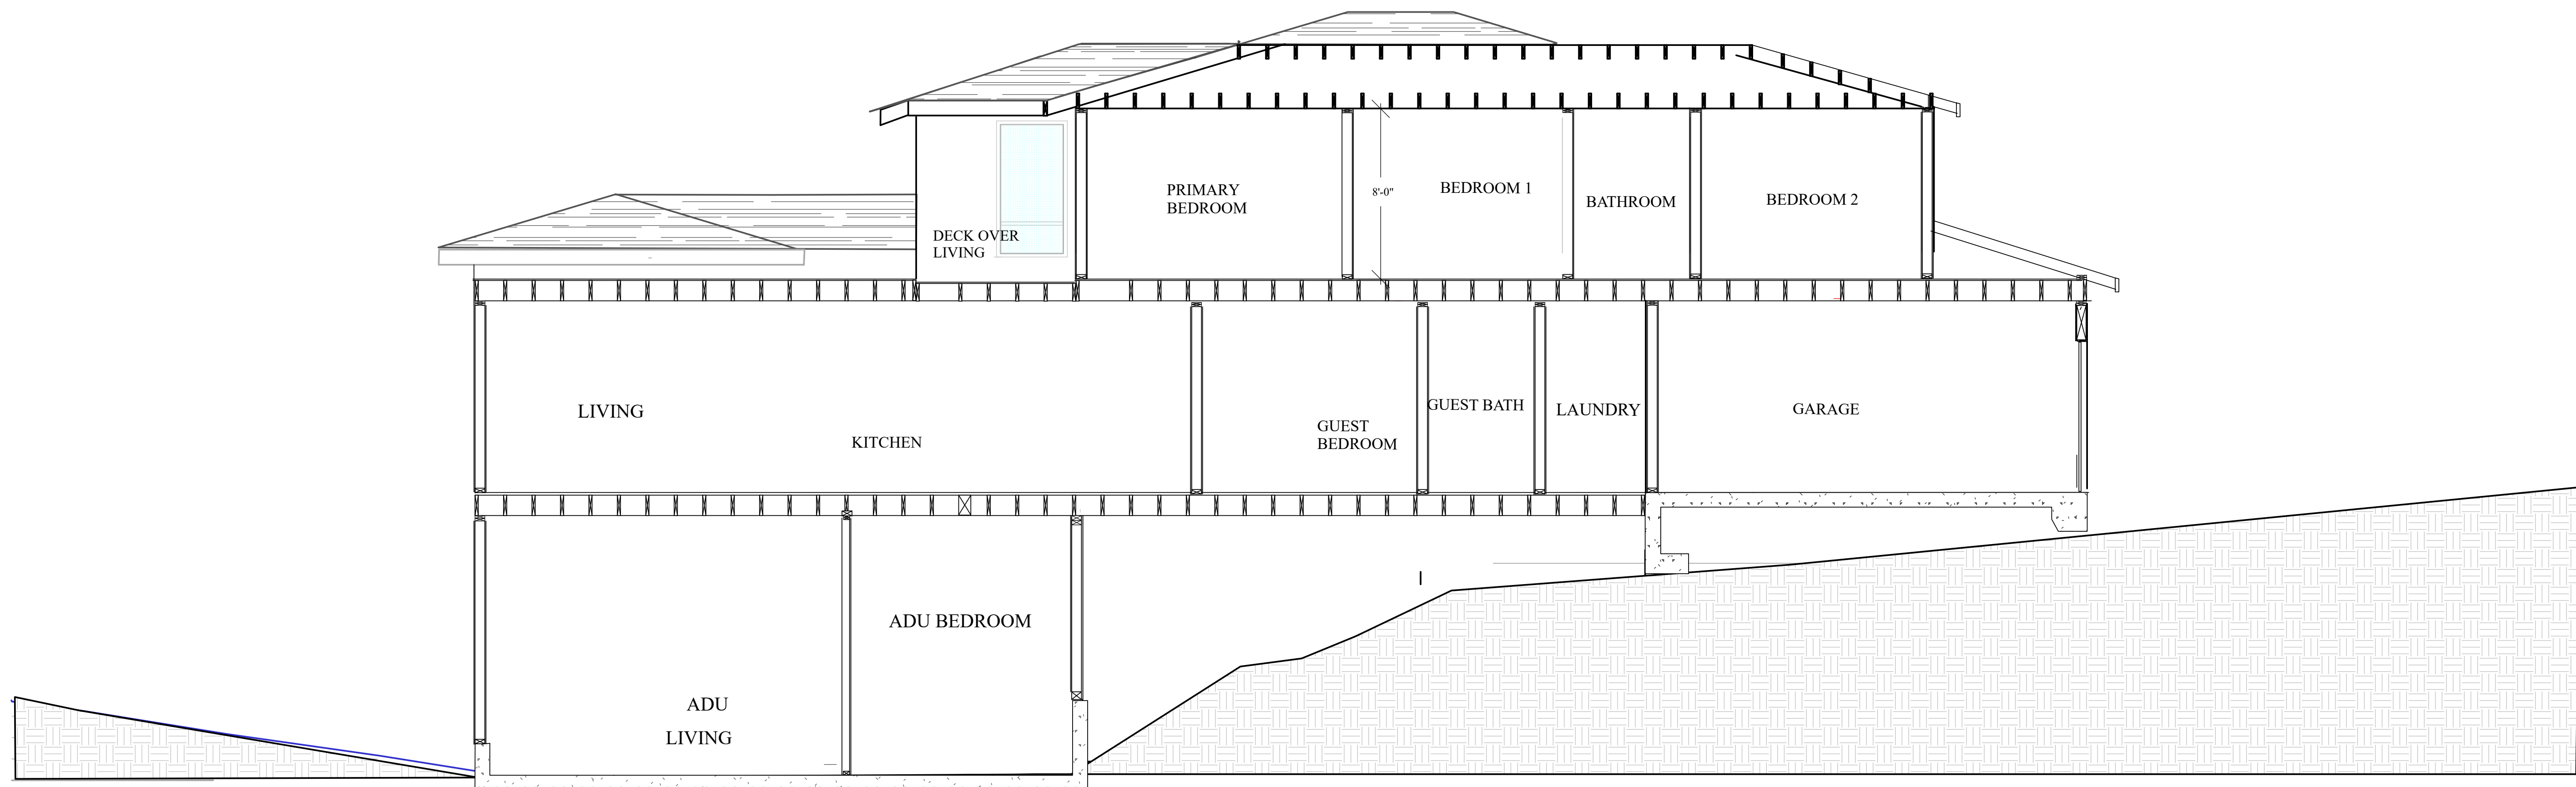 PRIMARY
BEDROOM
8'-0"
BEDROOM 1
BATHROOM
BEDROOM 2
DECK OVER
LIVING
LIVING
KITCHEN
GUEST
BEDROOM
GUEST BATH
LAUNDRY
GARAGE
ADU BEDROOM
ADU
LIVING